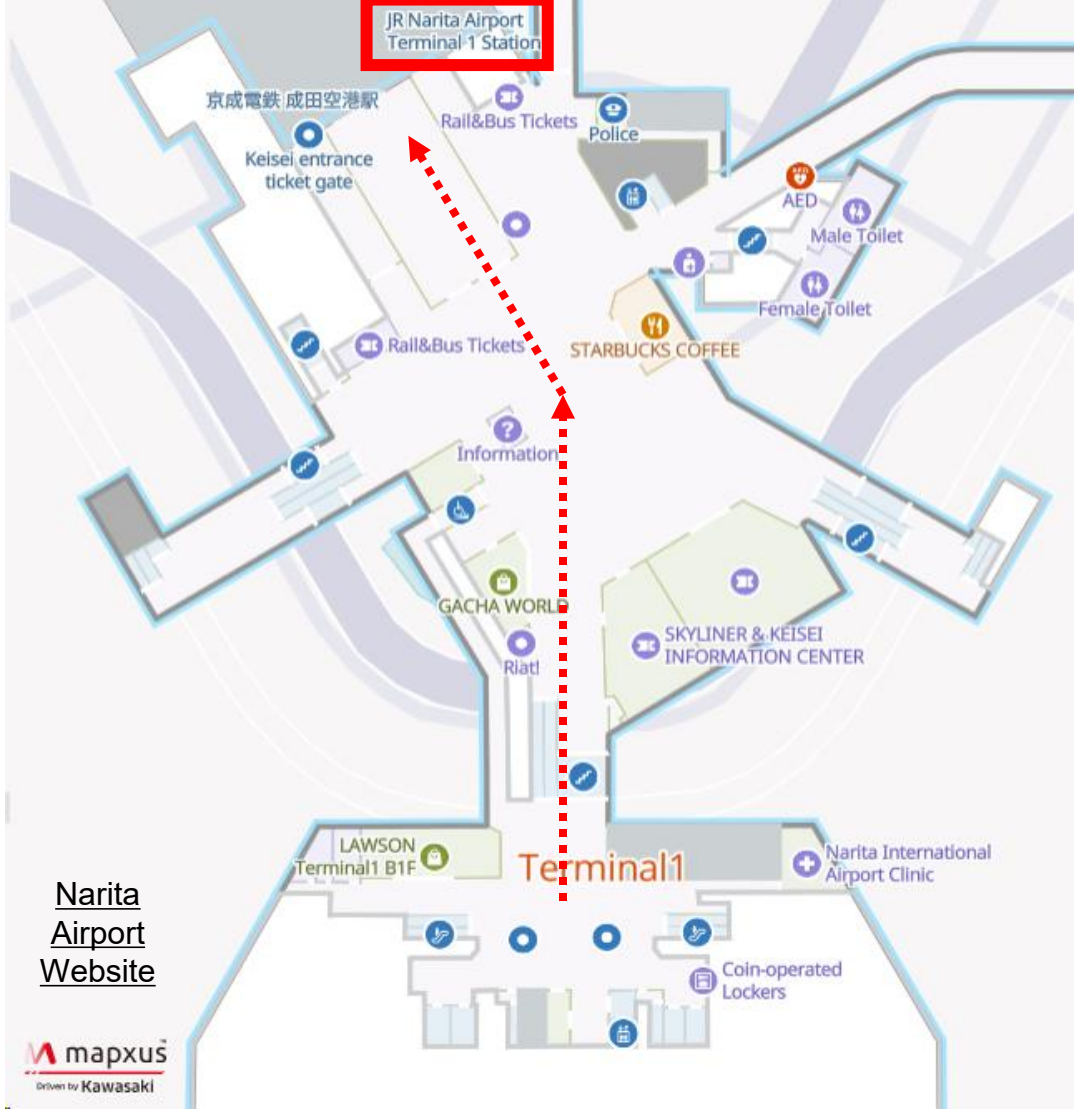 JR Narita Airport
Terminal 1 Station
京成電鉄 成田空港駅
Rail&Bus Tickets
Police
Keisei entrance
ticket gate
AED
AED
Male Toilet
Female Toilet
Rail&Bus Tickets
STARBUCKS COFFEE
Information
GACHA WORLD
SKYLINER & KEISEI
INFORMATION CENTER
Riat!
LAWSON
Terminal1 B1F
Terminal1
Narita International
Airport Clinic
Narita
Airport
Website
Coin-operated
Lockers
mapxus
Driven by Kawasaki